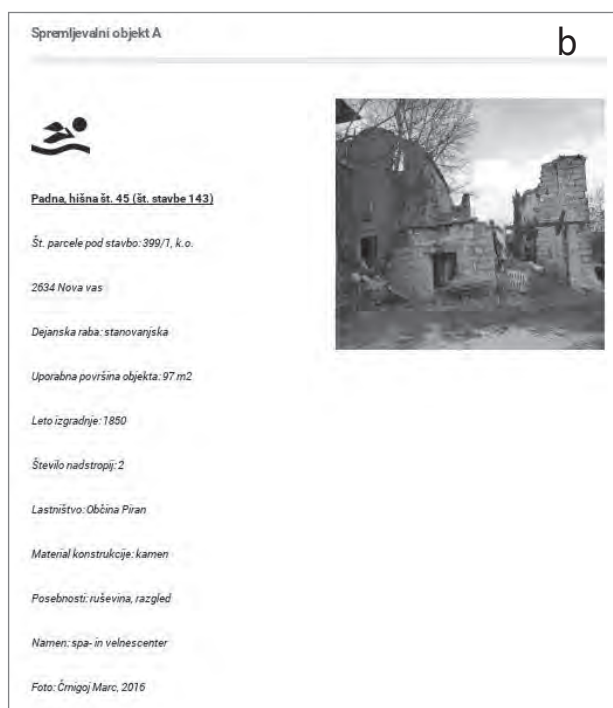 Spremljevalni objekt A
b
Padna, hišna št. 45 (št. stavbe 143)
Št. parcele pod stavbo: 399/1, k.o.
2634 Nova vas
Dejanska raba: stanovanjska
Uporabna površina objekta: 97 m2
Leto izgradnje: 1850
Število nadstropij: 2
Lastništvo: Občina Piran
Material konstrukcije: kamen
Posebnosti: ruševina, razgled
Namen: spa- in velnescenter
Foto: Črnigoj Marc, 2016